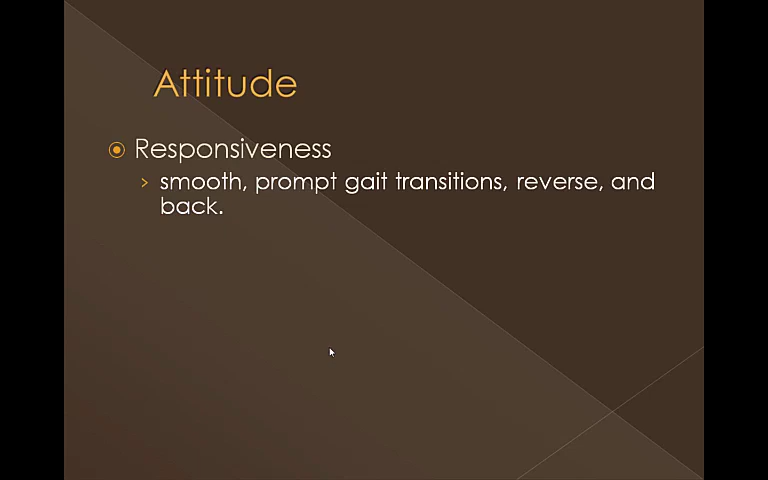 Attitude
Responsiveness
smooth, prompt gait transitions, reverse, and
back.